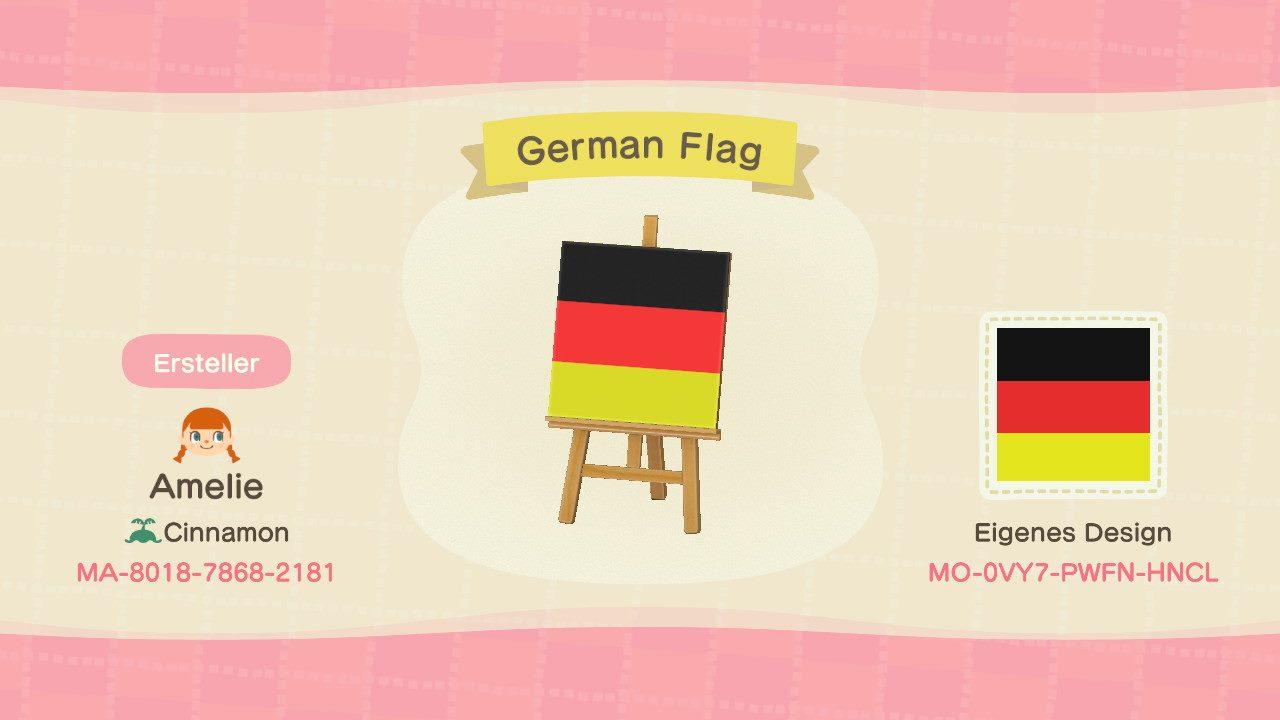 German Flag
Ersteller
Amelie
Cinnamon
MA-8018-7868-2181
Eigenes Design
MO-0VY7-PWFN-HNCL